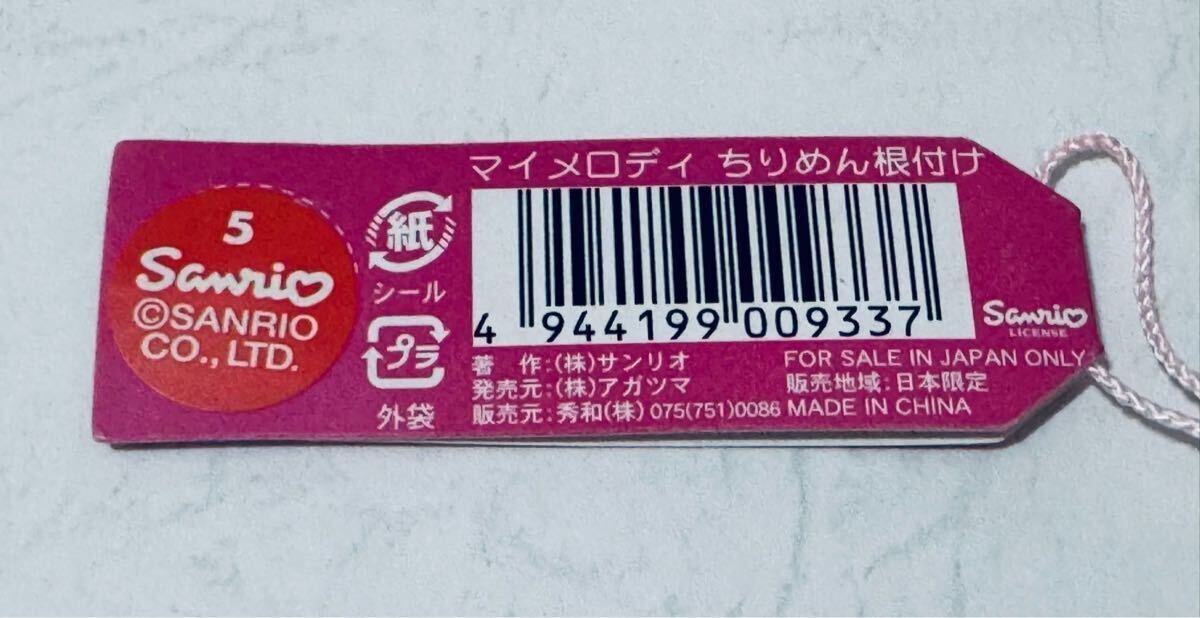 5
Sanrio
©SANRIO
CO., LTD.
紙
シール
プラ
外袋
マイメロディ ちりめん根付け
4 944199 009337
Sanrio
LICENSE
著 作:(株)サンリオ
発売元:(株)アガツマ
販売元:秀和(株) 075(751)0086
FOR SALE IN JAPAN ONLY
販売地域:日本限定
MADE IN CHINA